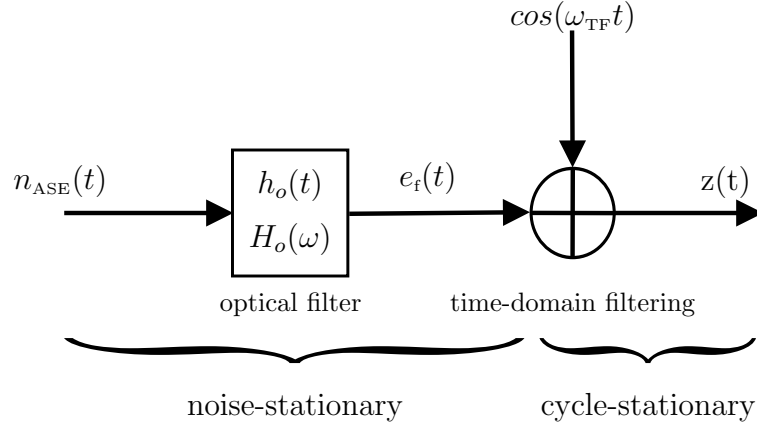 cos(ω_TF t)
n_ASE(t)
h_o(t)
H_o(ω)
e_f(t)
z(t)
optical filter
time-domain filtering
noise-stationary
cycle-stationary